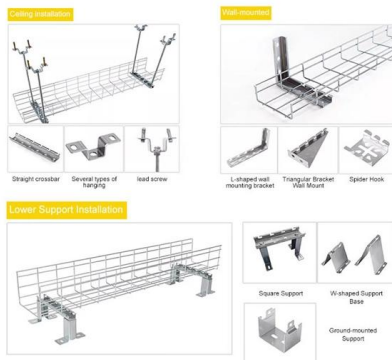 Ceiling installation
Wall-mounted
Straight crossbar
Several types of
hanging
lead screw
L-shaped wall
mounting bracket
Triangular Bracket
Wall Mount
Spider Hook
Lower Support Installation
Square Support
W-shaped Support
Base
Ground-mounted
Support